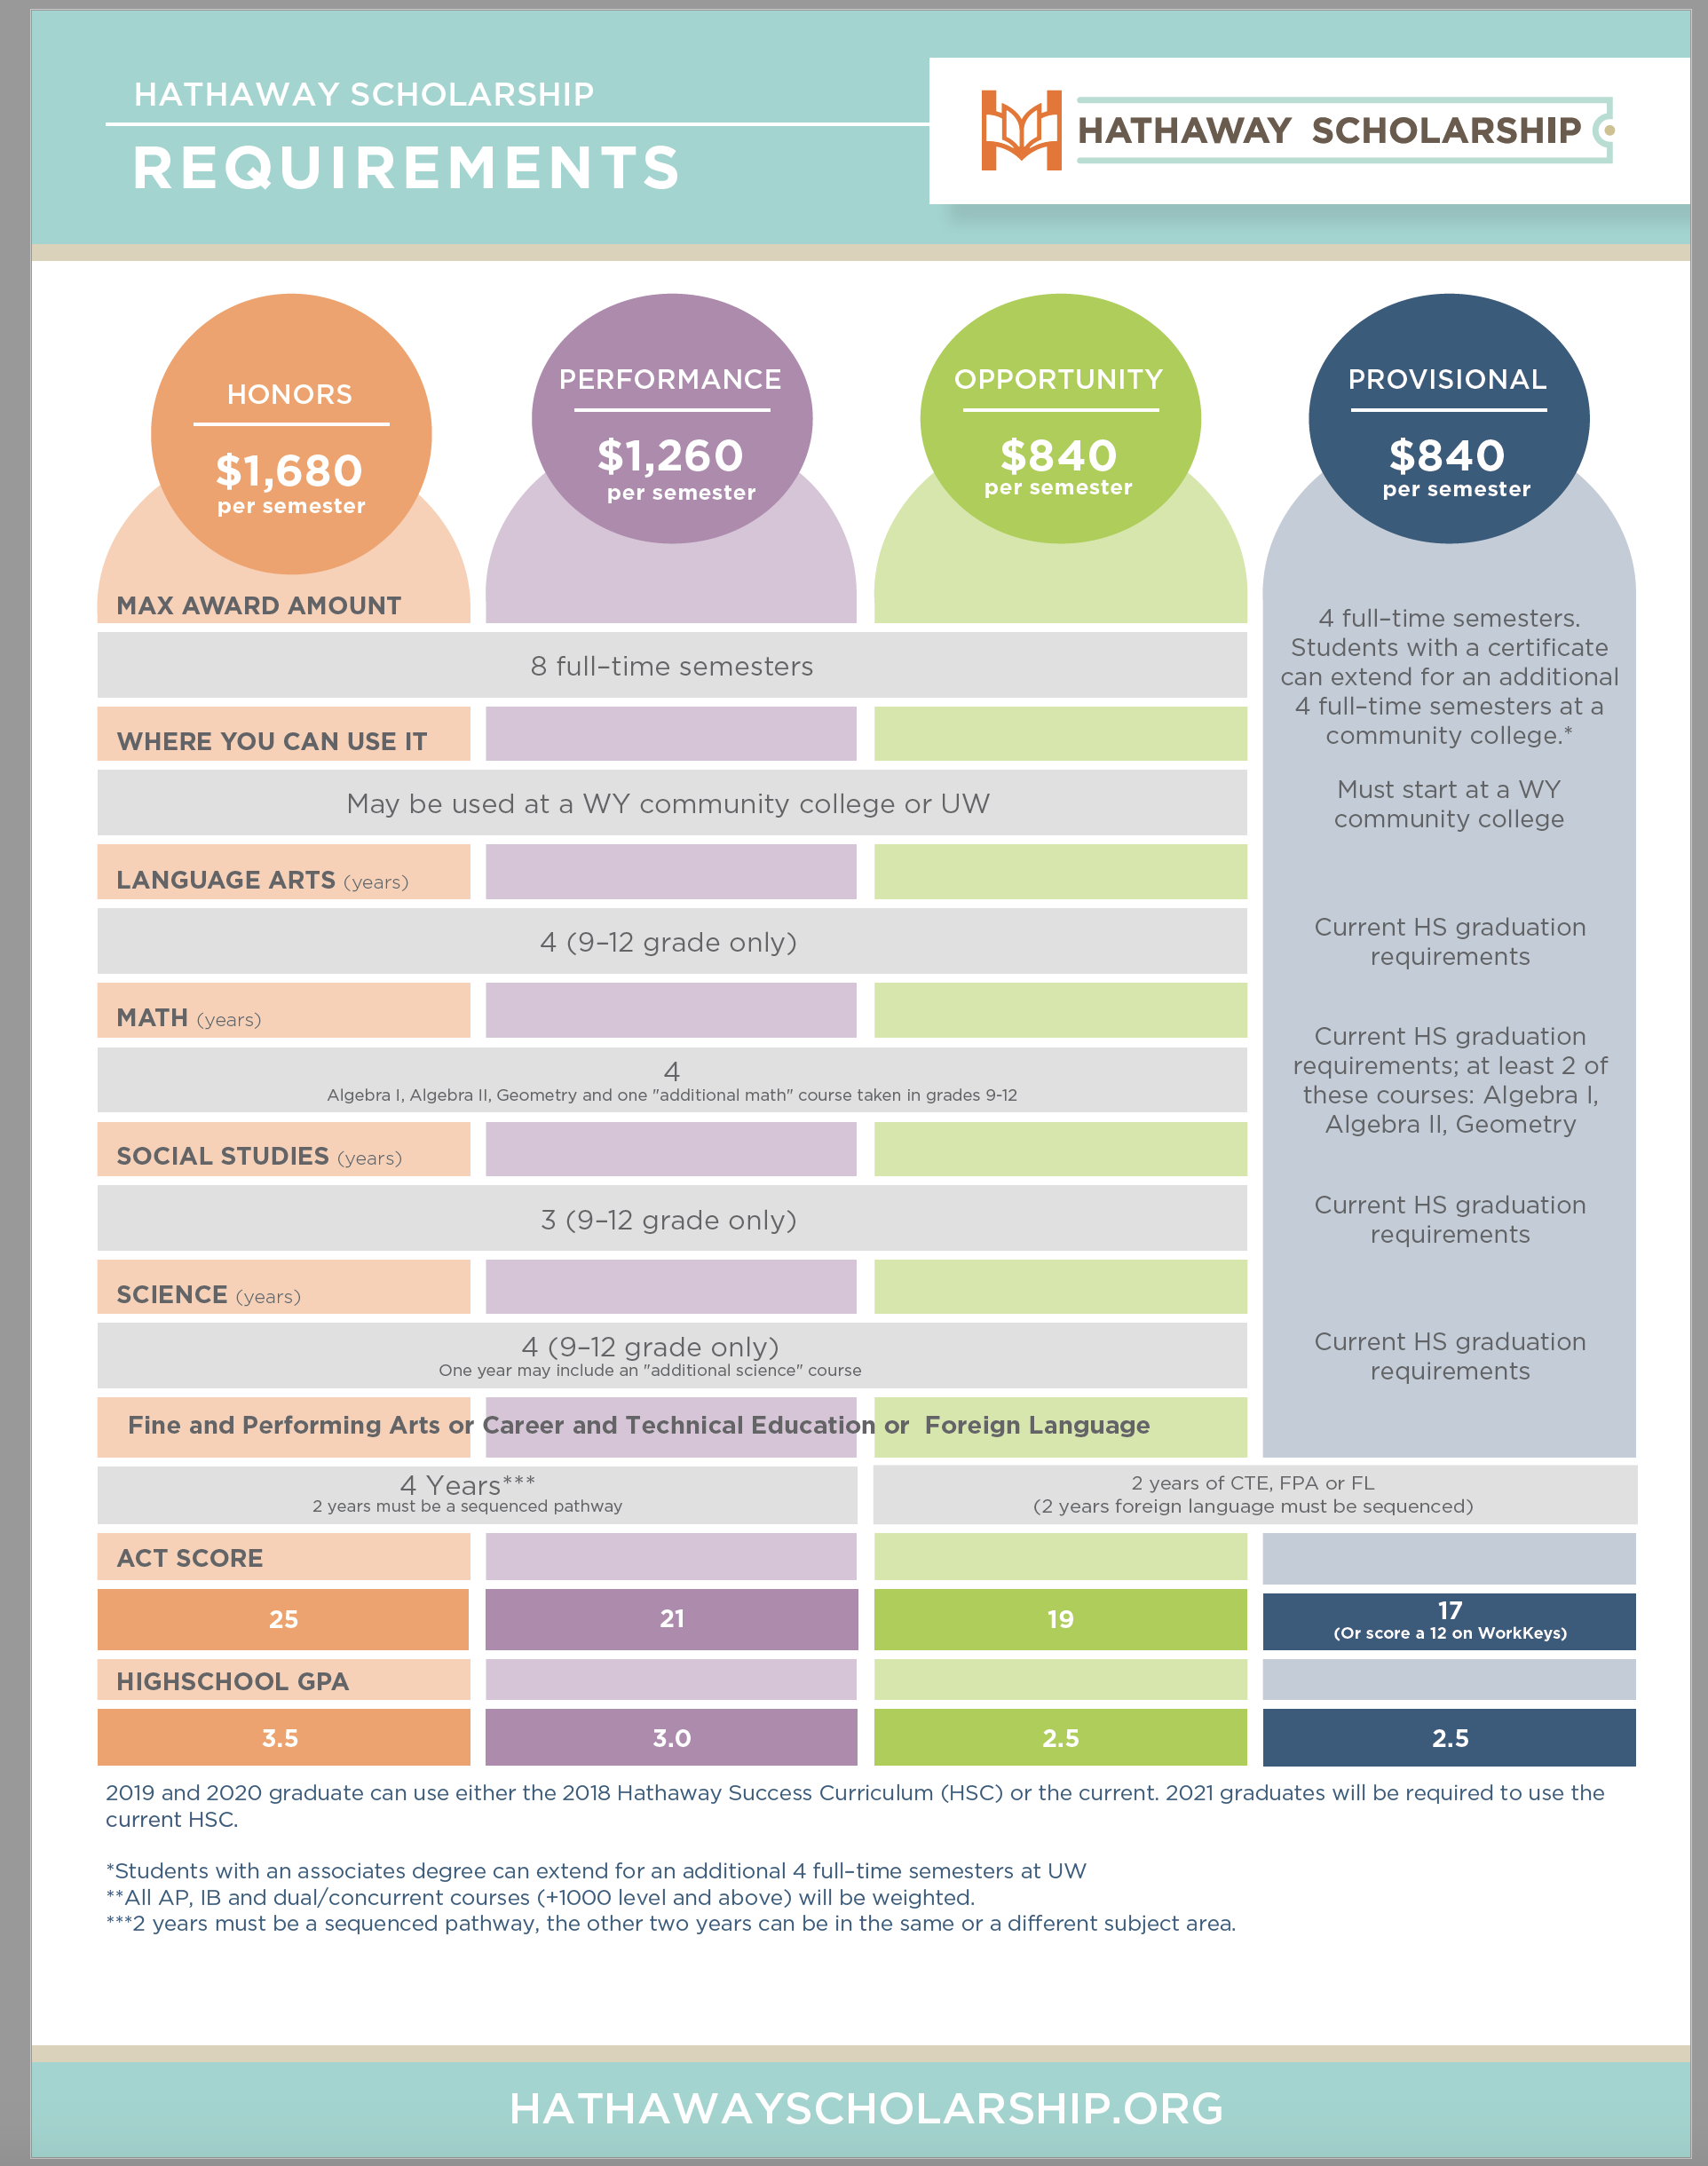 HATHAWAY SCHOLARSHIP
REQUIREMENTS
HATHAWAY SCHOLARSHIP
HONORS
$1,680
per semester
PERFORMANCE
$1,260
per semester
OPPORTUNITY
$840
per semester
PROVISIONAL
$840
per semester
MAX AWARD AMOUNT
8 full-time semesters
4 full-time semesters.
Students with a certificate
can extend for an additional
4 full-time semesters at a
community college.*
WHERE YOU CAN USE IT
May be used at a WY community college or UW
Must start at a WY
community college
LANGUAGE ARTS (years)
4 (9-12 grade only)
Current HS graduation
requirements
MATH (years)
4
Algebra I, Algebra II, Geometry and one "additional math" course taken in grades 9-12
Current HS graduation
requirements; at least 2 of
these courses: Algebra I,
Algebra II, Geometry
SOCIAL STUDIES (years)
3 (9-12 grade only)
Current HS graduation
requirements
SCIENCE (years)
4 (9-12 grade only)
One year may include an "additional science" course
Current HS graduation
requirements
Fine and Performing Arts or Career and Technical Education or Foreign Language
4 Years***
2 years must be a sequenced pathway
2 years of CTE, FPA or FL
(2 years foreign language must be sequenced)
ACT SCORE
25
21
19
17
(Or score a 12 on WorkKeys)
HIGHSCHOOL GPA
3.5
3.0
2.5
2.5
2019 and 2020 graduate can use either the 2018 Hathaway Success Curriculum (HSC) or the current. 2021 graduates will be required to use the
current HSC.
*Students with an associates degree can extend for an additional 4 full-time semesters at UW
**All AP, IB and dual/concurrent courses (+1000 level and above) will be weighted.
***2 years must be a sequenced pathway, the other two years can be in the same or a different subject area.
HATHAWAYSCHOLARSHIP.ORG